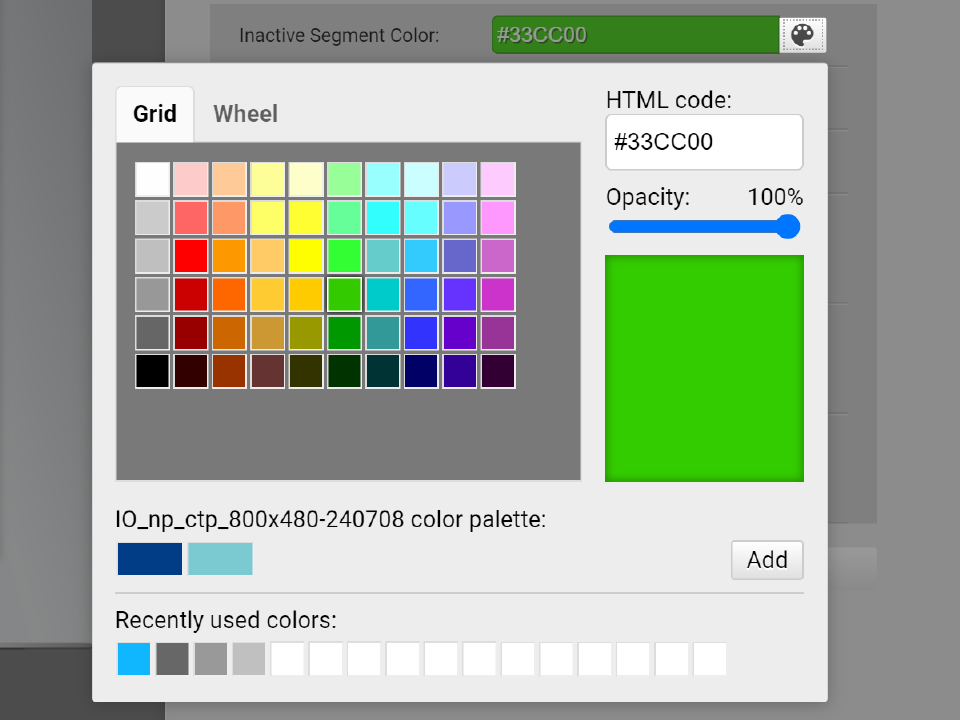 Inactive Segment Color:
#33CC00
Grid
Wheel
HTML code:
#33CC00
Opacity:
100%
IO_np_ctp_800x480-240708 color palette:
Add
Recently used colors: